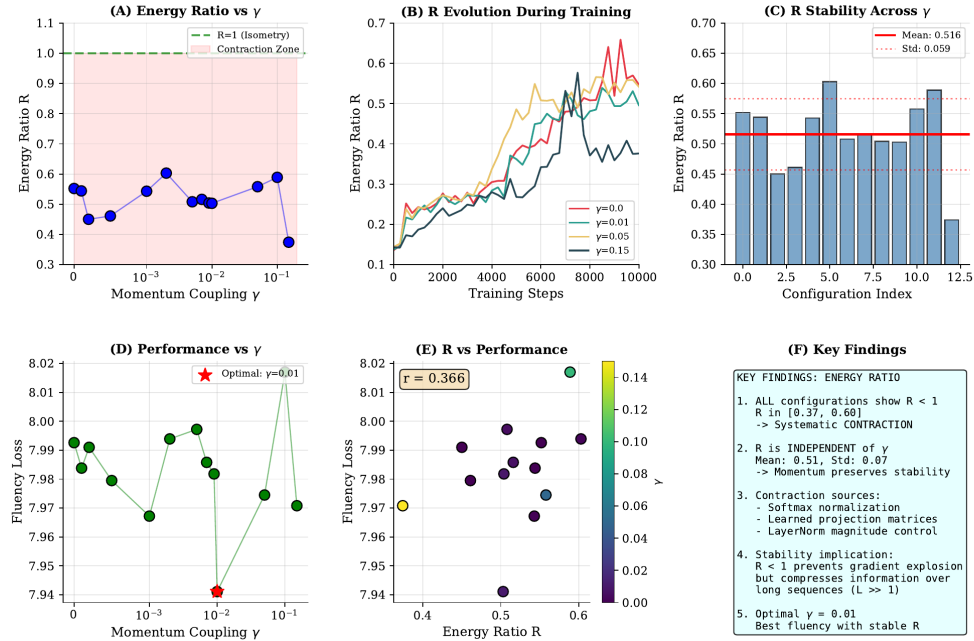 (A) Energy Ratio vs γ
1.1
1.0
0.9
0.8
0.7
0.6
0.5
0.4
0.3
Energy Ratio R
R=1 (Isometry)
Contraction Zone
0
10⁻³
10⁻²
10⁻¹
Momentum Coupling γ
(B) R Evolution During Training
0.7
0.6
0.5
0.4
0.3
0.2
0.1
Energy Ratio R
γ=0.0
γ=0.01
γ=0.05
γ=0.15
0
2000
4000
6000
8000
10000
Training Steps
(C) R Stability Across γ
0.70
0.65
0.60
0.55
0.50
0.45
0.40
0.35
0.30
Energy Ratio R
Mean: 0.516
Std: 0.059
0.0
2.5
5.0
7.5
10.0
12.5
Configuration Index
(D) Performance vs γ
8.02
8.01
8.00
7.99
7.98
7.97
7.96
7.95
7.94
Fluency Loss
Optimal: γ=0.01
0
10⁻³
10⁻²
10⁻¹
Momentum Coupling γ
(E) R vs Performance
8.02
8.01
8.00
7.99
7.98
7.97
7.96
7.95
7.94
Fluency Loss
r = 0.366
0.4
0.5
0.6
Energy Ratio R
0.14
0.12
0.10
0.08
0.06
0.04
0.02
0.00
γ
(F) Key Findings
KEY FINDINGS: ENERGY RATIO
1. ALL configurations show R < 1
R in [0.37, 0.60]
-> Systematic CONTRACTION
2. R is INDEPENDENT of γ
Mean: 0.51, Std: 0.07
-> Momentum preserves stability
3. Contraction sources:
- Softmax normalization
- Learned projection matrices
- LayerNorm magnitude control
4. Stability implication:
R < 1 prevents gradient explosion
but compresses information over
long sequences (L >> 1)
5. Optimal γ = 0.01
Best fluency with stable R